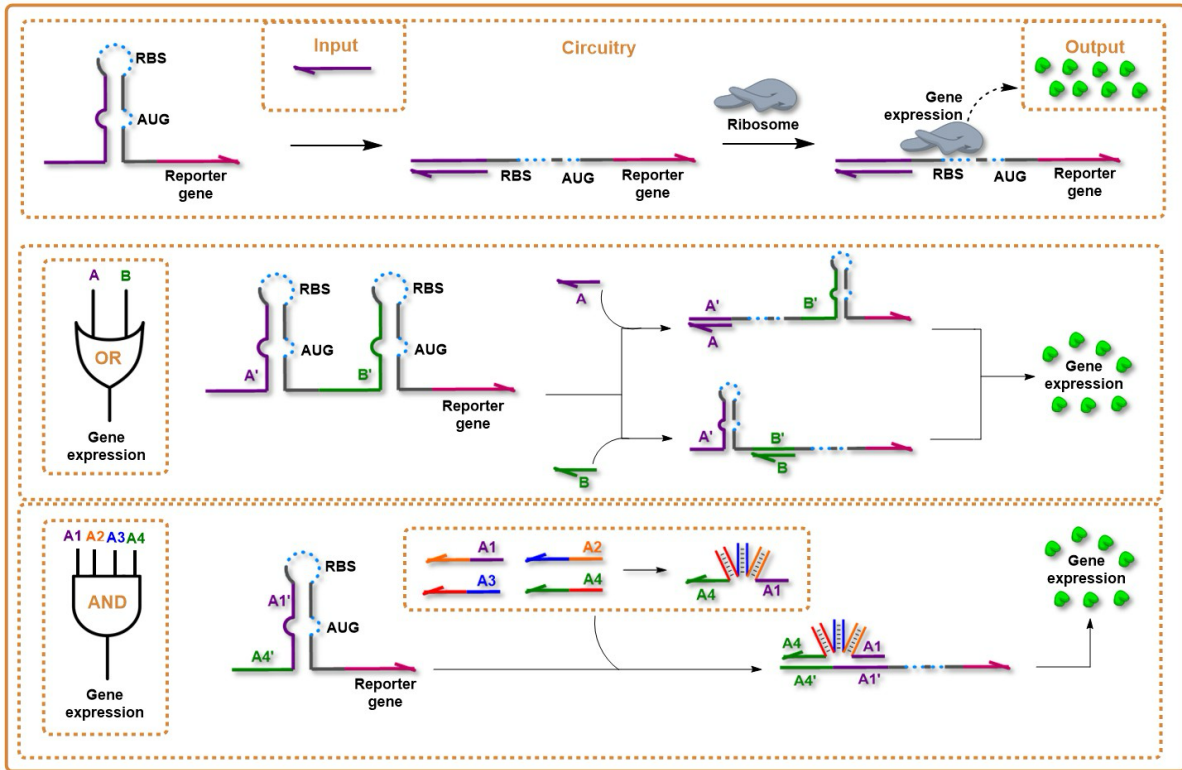 Input
Circuitry
Output
RBS
AUG
Reporter
gene
RBS
AUG
Reporter
gene
Ribosome
Gene
expression
RBS
AUG
Reporter
gene
A B
OR
Gene
expression
RBS
AUG
A'
RBS
AUG
B'
Reporter
gene
A
B
A'
A
B'
A'
B'
B
Gene
expression
A1 A2 A3 A4
AND
Gene
expression
RBS
A1'
AUG
A4'
Reporter
gene
A1
A2
A3
A4
A4
A1
A4
A1
A4'
A1'
Gene
expression